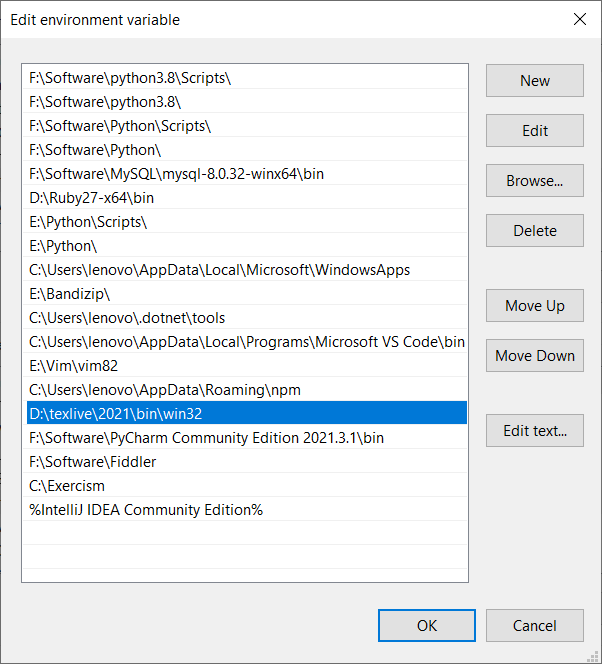 Edit environment variable
F:\Software\python3.8\Scripts\
F:\Software\python3.8\
F:\Software\Python\Scripts\
F:\Software\Python\
F:\Software\MySQL\mysql-8.0.32-winx64\bin
D:\Ruby27-x64\bin
E:\Python\Scripts\
E:\Python\
C:\Users\lenovo\AppData\Local\Microsoft\WindowsApps
E:\Bandizip\
C:\Users\lenovo\.dotnet\tools
C:\Users\lenovo\AppData\Local\Programs\Microsoft VS Code\bin
E:\Vim\vim82
C:\Users\lenovo\AppData\Roaming\npm
D:\texlive\2021\bin\win32
F:\Software\PyCharm Community Edition 2021.3.1\bin
F:\Software\Fiddler
C:\Exercism
%IntelliJ IDEA Community Edition%
New
Edit
Browse...
Delete
Move Up
Move Down
Edit text...
OK
Cancel